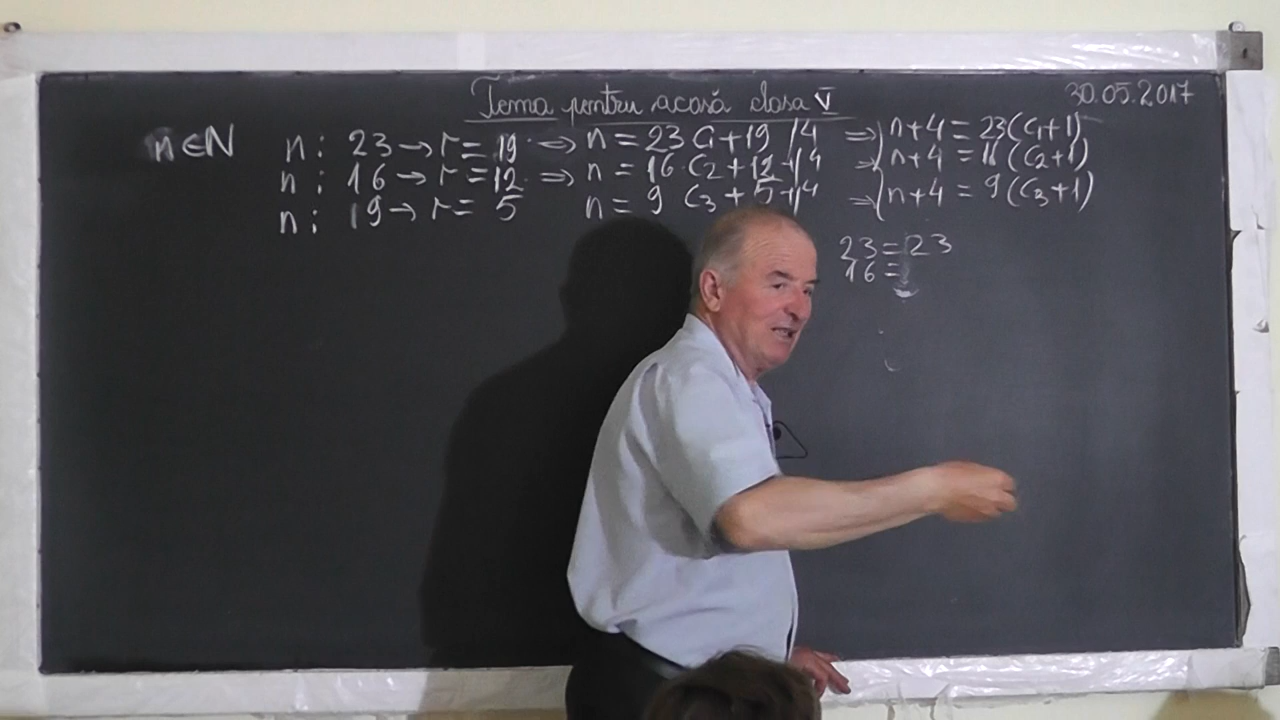 Tema pentru acasă clasa V
30.05.2017
n∈N n : 23 → r = 19 ⇒ n = 23 C1 + 19 /+4 ⇒ n+4 = 23(C1+1)
n : 16 → r = 12 ⇒ n = 16·C2 + 12 /+4 ⇒ n+4 = 16(C2+1)
n : 19 → r = 5 n = 9 C3 + 5 /+4 ⇒ n+4 = 9(C3+1)
23 = 23
16 =